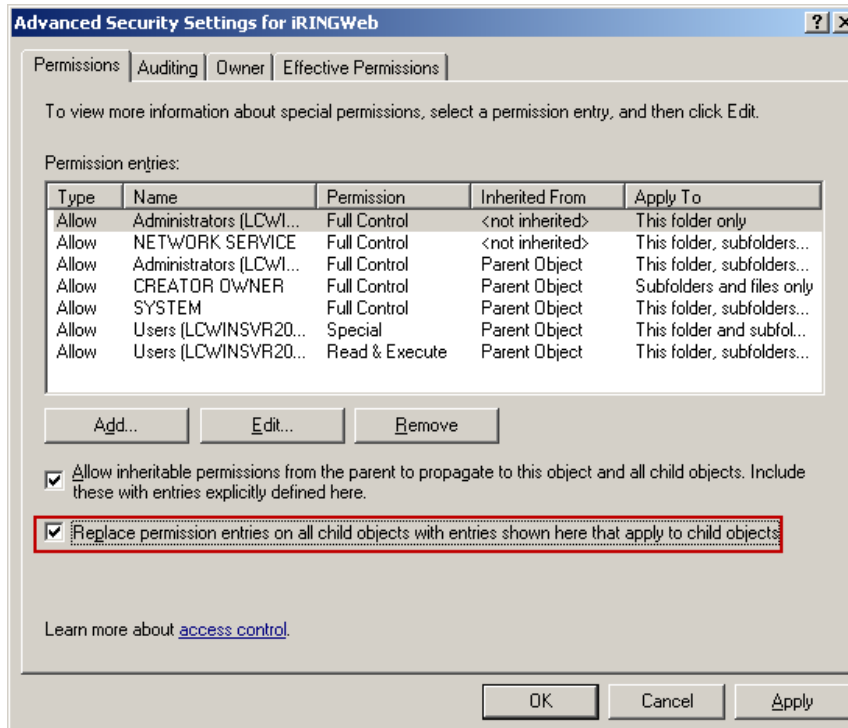 Advanced Security Settings for iRINGWeb
Permissions Auditing Owner Effective Permissions
To view more information about special permissions, select a permission entry, and then click Edit.
Permission entries:
Type Name Permission Inherited From Apply To
Allow Administrators (LCWI... Full Control <not inherited> This folder only
Allow NETWORK SERVICE Full Control <not inherited> This folder, subfolders...
Allow Administrators (LCWI... Full Control Parent Object This folder, subfolders...
Allow CREATOR OWNER Full Control Parent Object Subfolders and files only
Allow SYSTEM Full Control Parent Object This folder, subfolders...
Allow Users (LCWINSVR20... Special Parent Object This folder and subfol...
Allow Users (LCWINSVR20... Read & Execute Parent Object This folder, subfolders...
Add... Edit... Remove
Allow inheritable permissions from the parent to propagate to this object and all child objects. Include
these with entries explicitly defined here.
Replace permission entries on all child objects with entries shown here that apply to child objects
Learn more about access control.
OK Cancel Apply